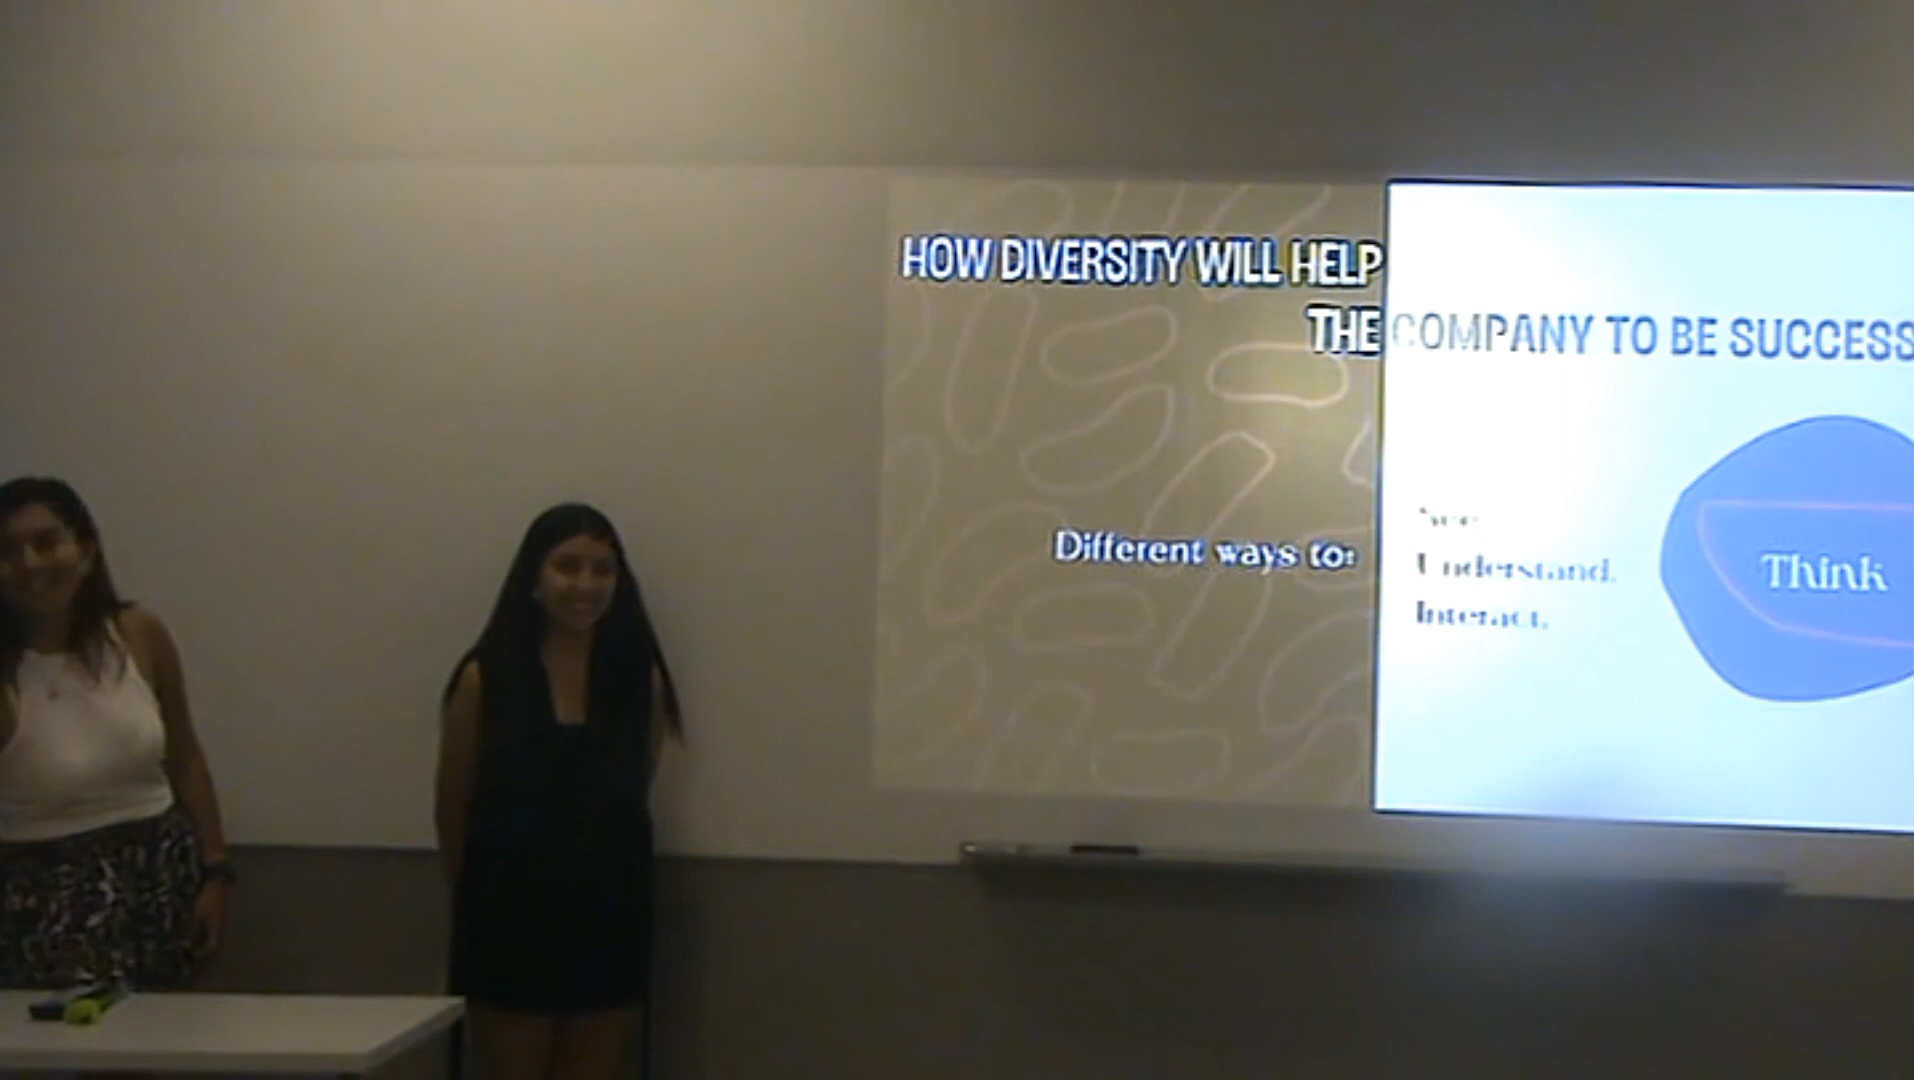 HOW DIVERSITY WILL HELP
THE COMPANY TO BE SUCCESS
Different ways to:
Understand.
Interact.
Think